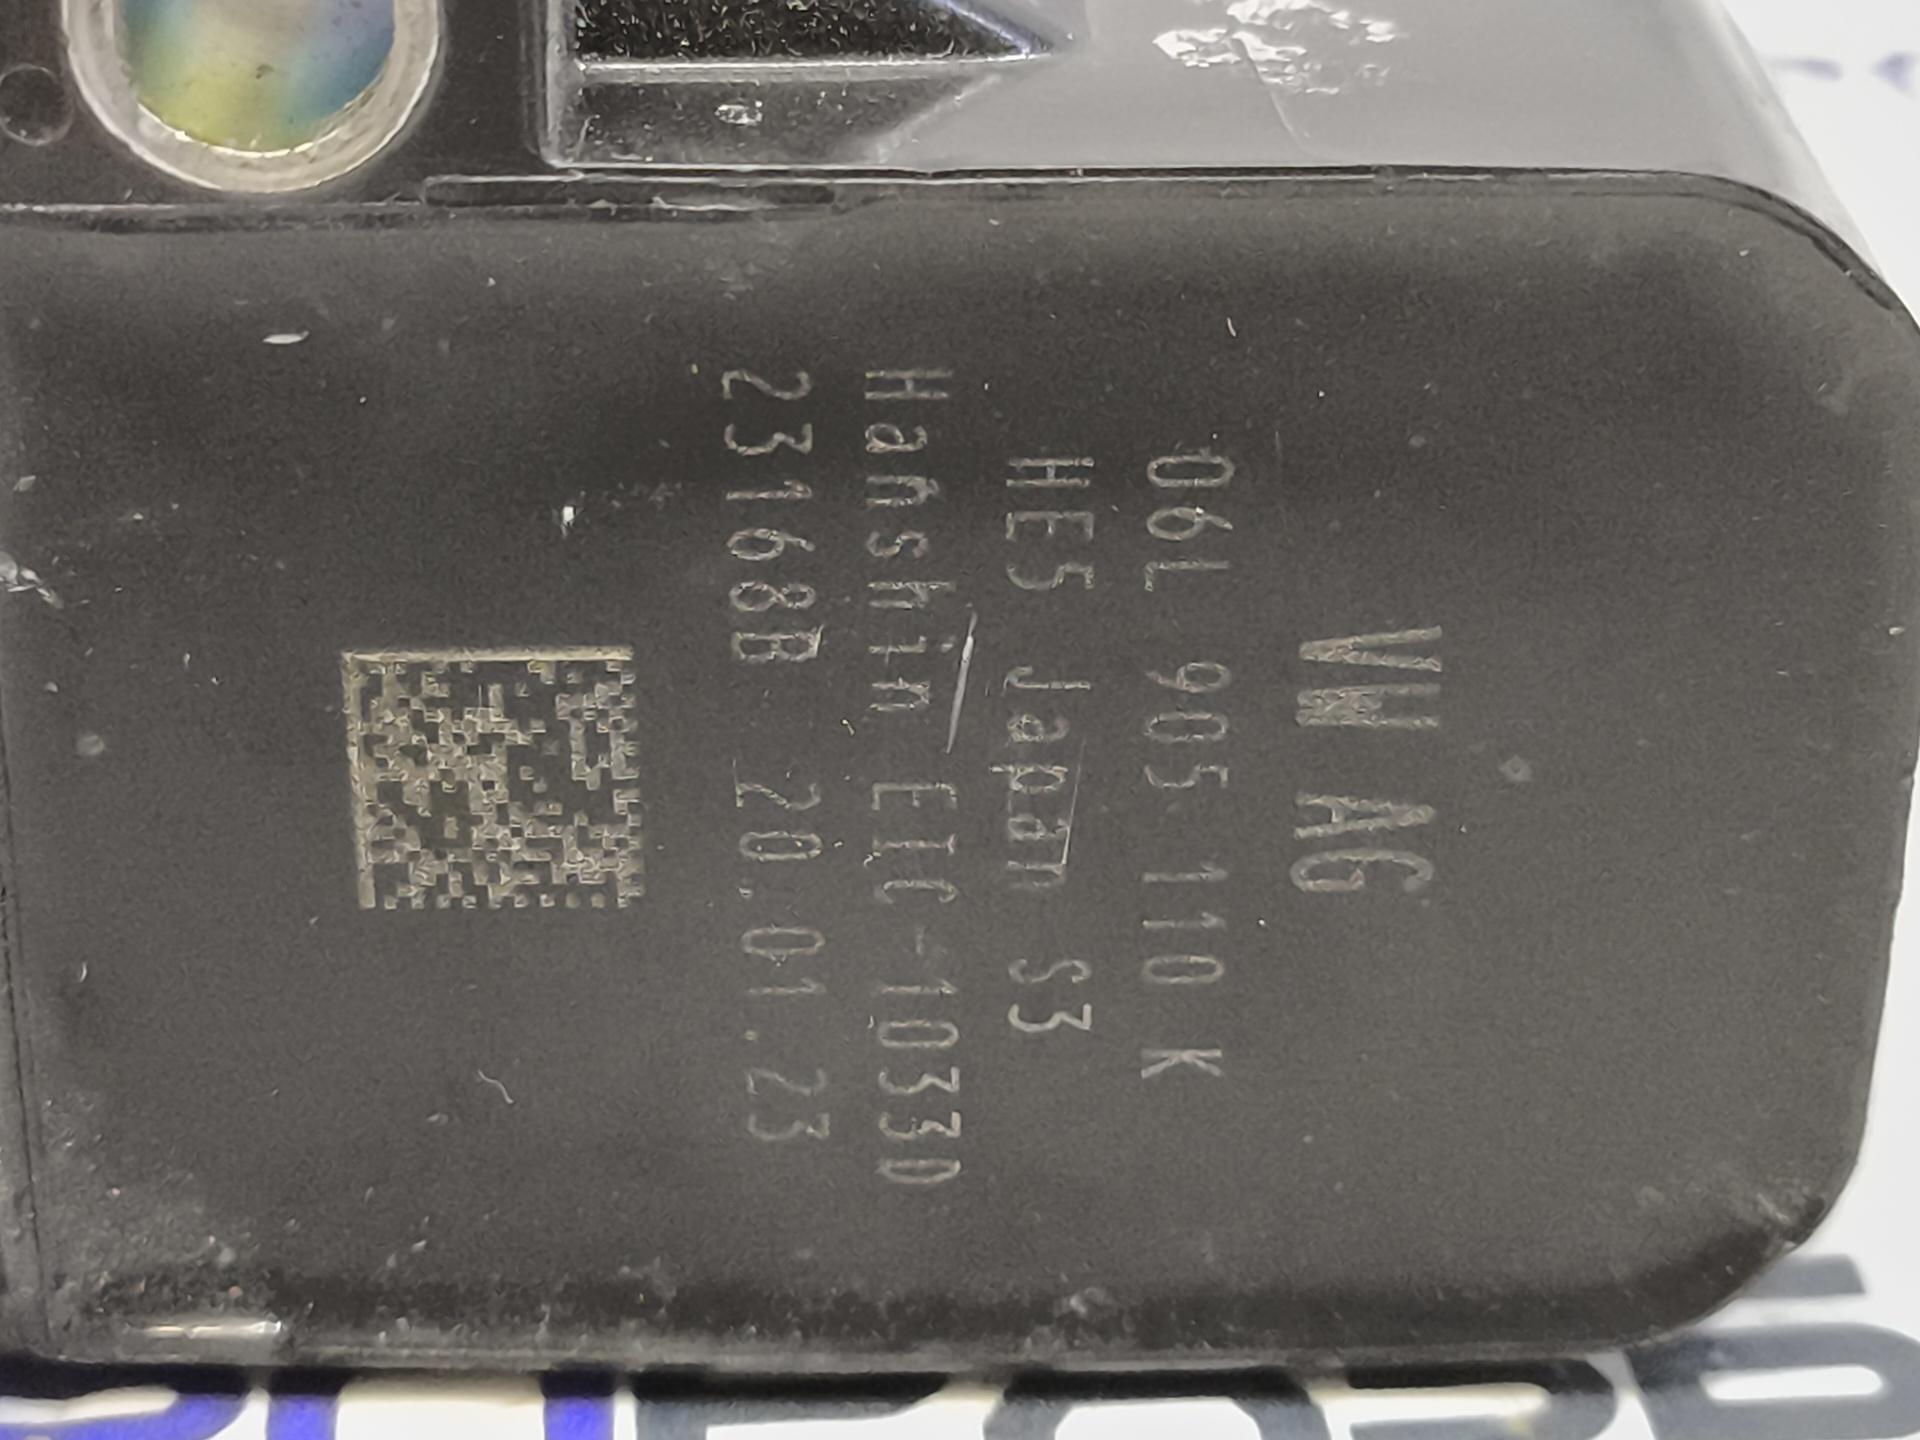 VW AG
06L 905 110 K
HE5 Japan S3
Hanshin EIC-1033D
23168B 20.01.23